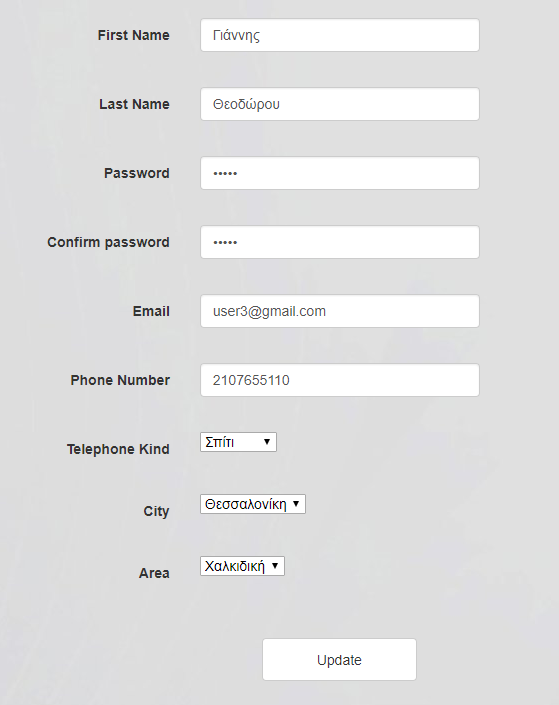 First Name Γιάννης
Last Name Θεοδώρου
Password •••••
Confirm password •••••
Email user3@gmail.com
Phone Number 2107655110
Telephone Kind Σπίτι
City Θεσσαλονίκη
Area Χαλκιδική
Update